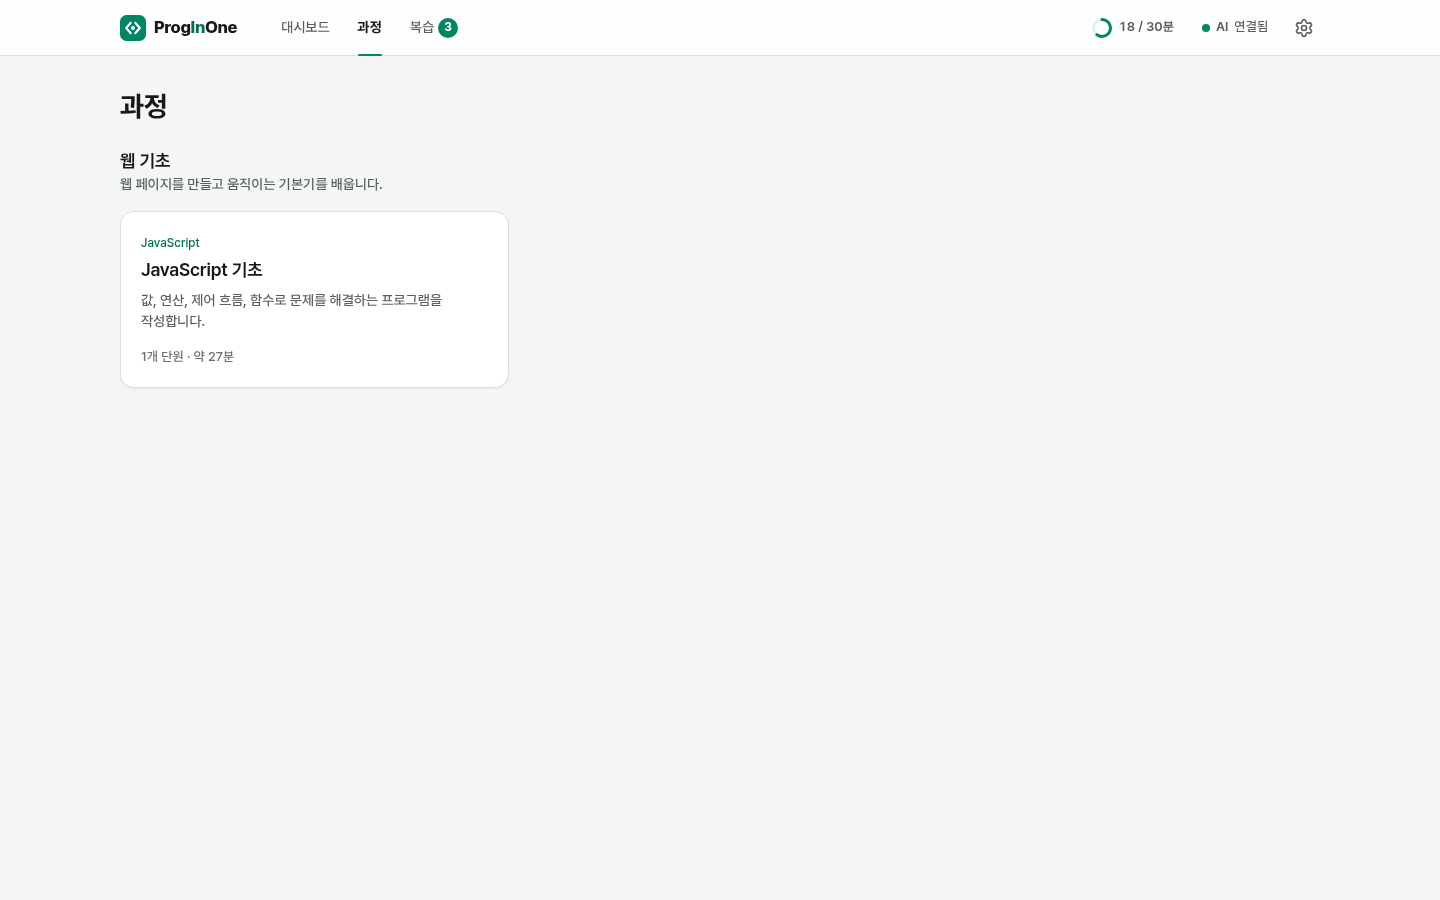 ProgInOne
대시보드
과정
복습 3
18 / 30분
AI 연결됨
과정
웹 기초
웹 페이지를 만들고 움직이는 기본기를 배웁니다.
JavaScript
JavaScript 기초
값, 연산, 제어 흐름, 함수로 문제를 해결하는 프로그램을
작성합니다.
1개 단원 · 약 27분